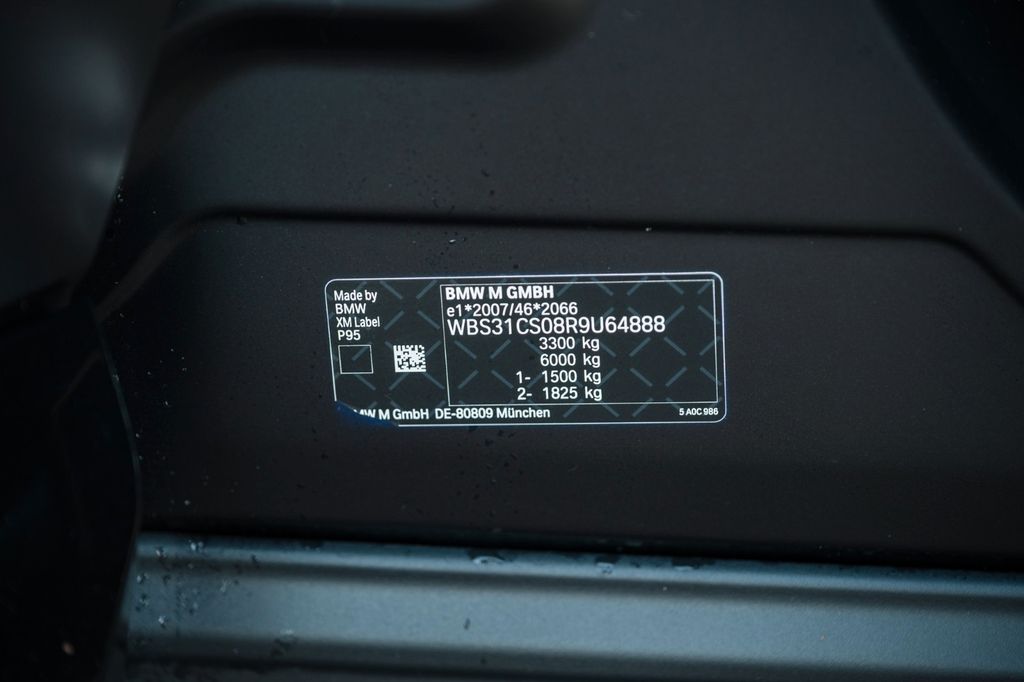 Made by
BMW
XM Label
P95
BMW M GMBH
e1*2007/46*2066
WBS31CS08R9U64888
3300 kg
6000 kg
1- 1500 kg
2- 1825 kg
MW M GmbH DE-80809 München
5 A0C 986